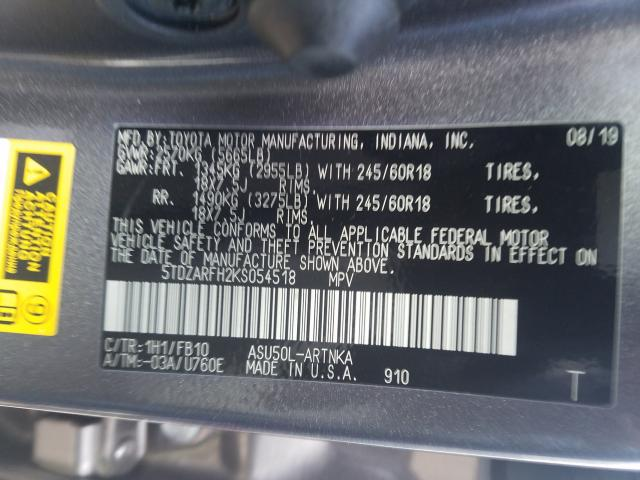 MFD. BY: TOYOTA MOTOR MANUFACTURING, INDIANA, INC. 08/19
GVWR: 2570KG (5665LB)
GAWR: FRT. 1345KG (2955LB) WITH 245/60R18 TIRES,
18X7.5J RIMS.
RR. 1490KG (3275LB) WITH 245/60R18 TIRES,
18X7.5J RIMS
THIS VEHICLE CONFORMS TO ALL APPLICABLE FEDERAL MOTOR
VEHICLE SAFETY AND THEFT PREVENTION STANDARDS IN EFFECT ON
THE DATE OF MANUFACTURE SHOWN ABOVE.
5TDZARFH2KS054518 MPV
C/TR: 1H1/FB10 ASU50L-ARTNKA
A/TM: -03A/U760E MADE IN U.S.A. 910
T